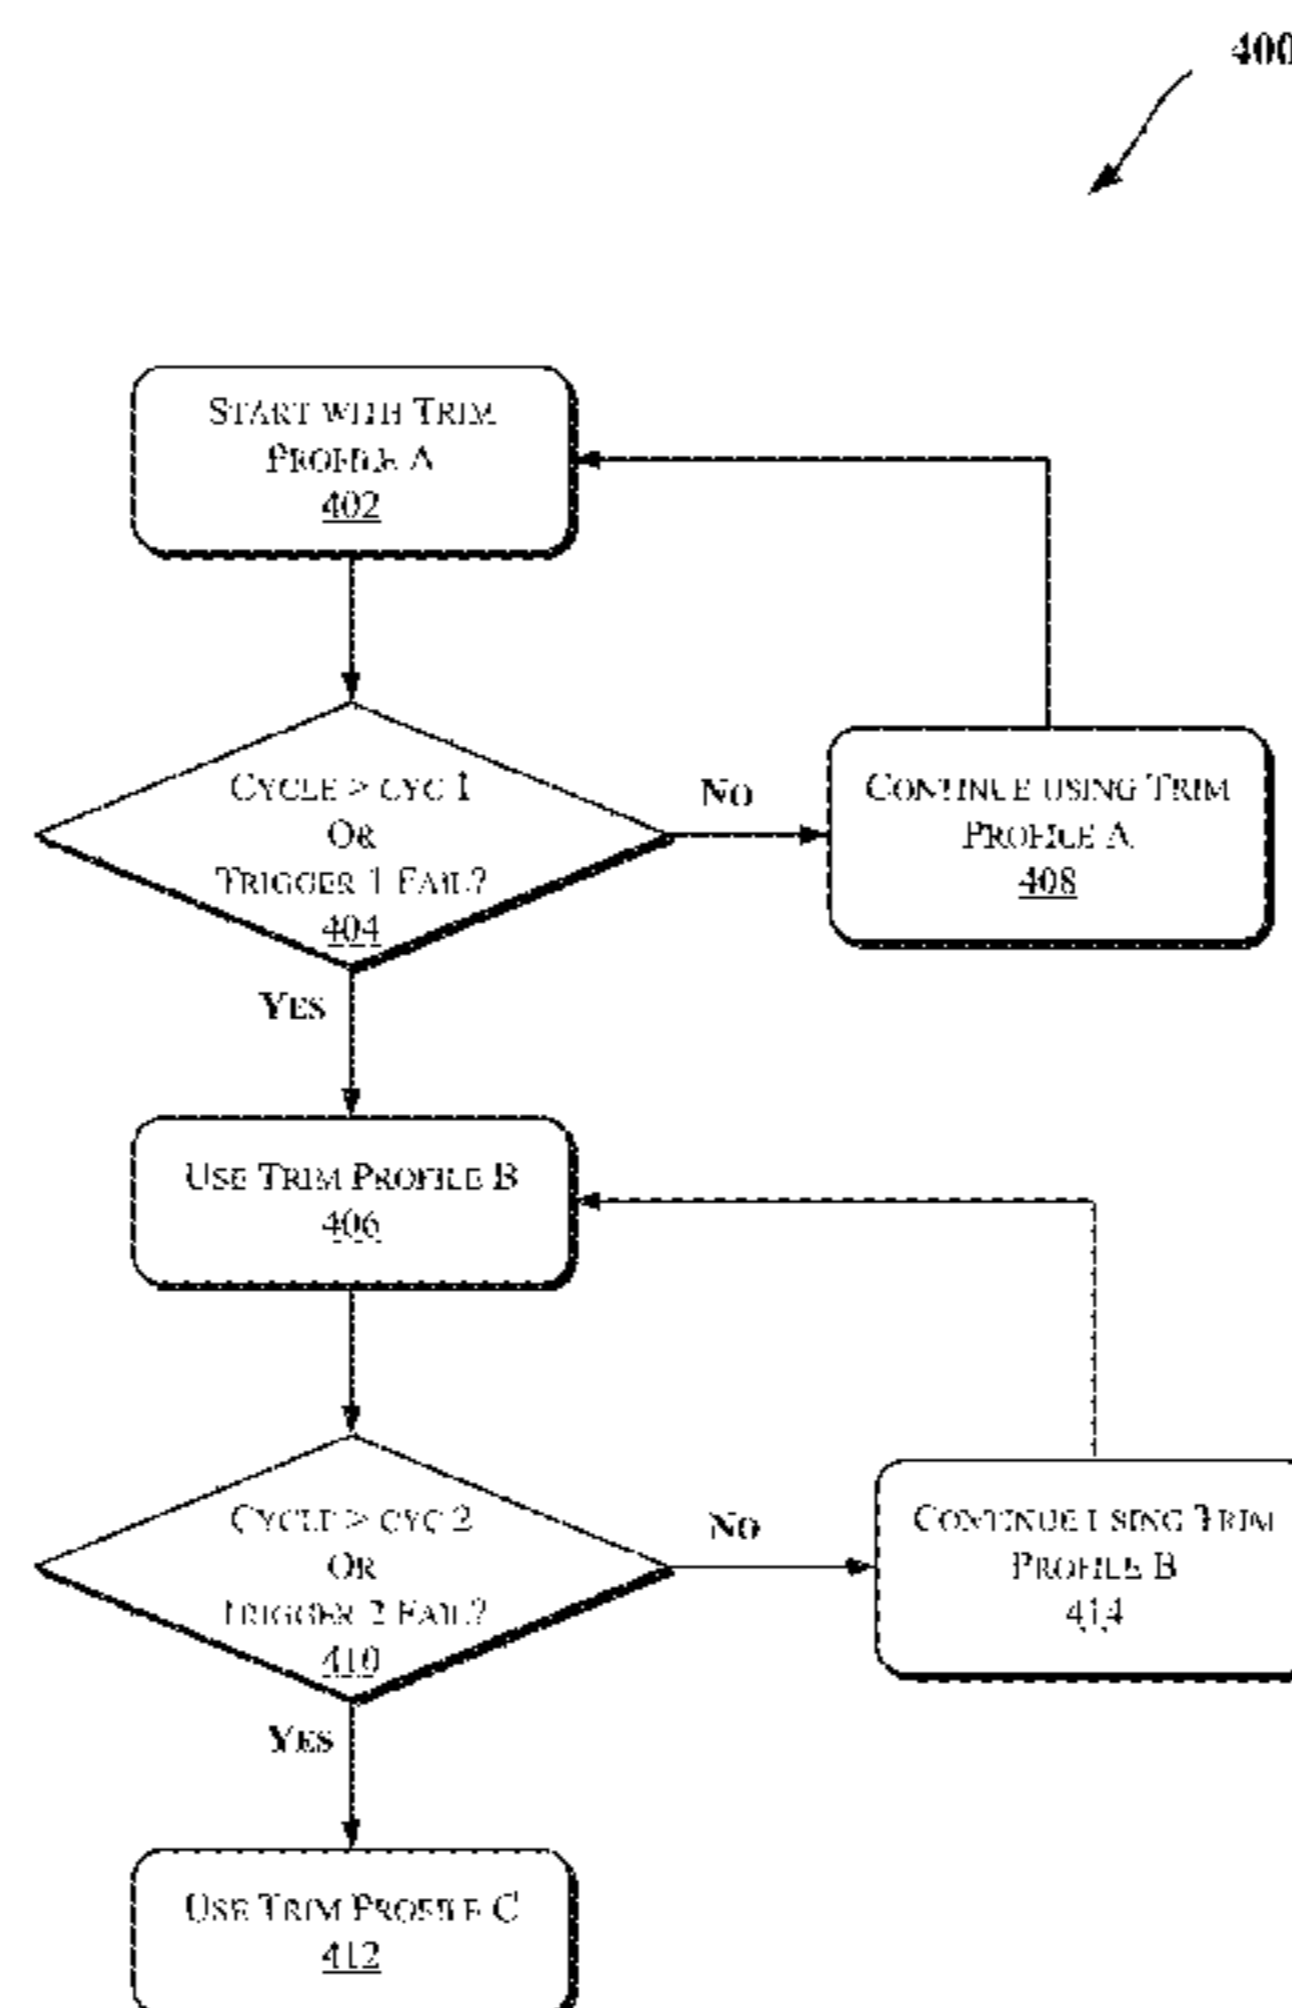 400
START WITH TRIM
PROFILE A
402
CYCLE > CYC 1
OR
TRIGGER 1 FAIL?
404
NO
CONTINUE USING TRIM
PROFILE A
408
YES
USE TRIM PROFILE B
406
CYCLE > CYC 2
OR
TRIGGER 2 FAIL?
410
NO
CONTINUE USING TRIM
PROFILE B
414
YES
USE TRIM PROFILE C
412